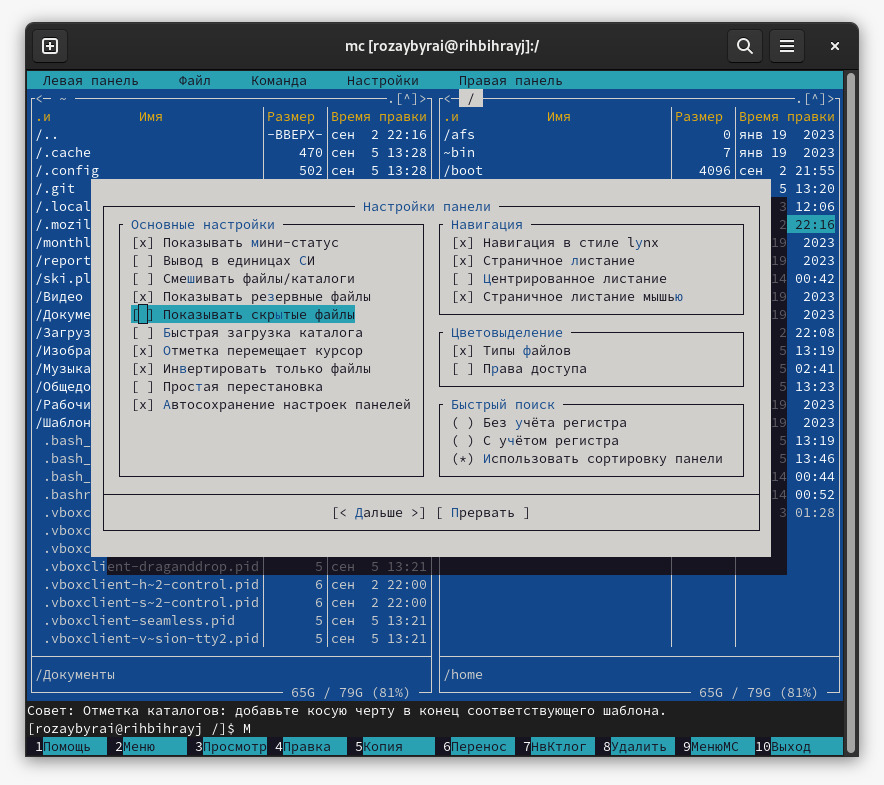 mc [rozaybyrai@rihbihrayj]:/
Левая панель Файл Команда Настройки Правая панель
<— ~ .[^]> <— / .[^]>
.и Имя Размер Время правки .и Имя Размер Время правки
/.. -ВВЕРХ- сен 2 22:16 /afs 0 янв 19 2023
/.cache 470 сен 5 13:28 ~bin 7 янв 19 2023
/.config 502 сен 5 13:28 /boot 4096 сен 2 21:55
/.git 5 13:20
Настройки панели
/.local 3 12:06
/.mozil Основные настройки Навигация 2 22:16
/monthl [x] Показывать мини-статус [x] Навигация в стиле lynx 19 2023
/report [ ] Вывод в единицах СИ [x] Страничное листание 19 2023
/ski.pl [ ] Смешивать файлы/каталоги [ ] Центрированное листание 14 00:42
/Видео [x] Показывать резервные файлы [x] Страничное листание мышью 19 2023
/Докуме [ ] Показывать скрытые файлы 19 2023
/Загруз [ ] Быстрая загрузка каталога Цветовыделение 2 22:08
/Изобра [x] Отметка перемещает курсор [x] Типы файлов 5 13:19
/Музыка [x] Инвертировать только файлы [ ] Права доступа 5 02:41
/Общедо [ ] Простая перестановка 5 13:23
/Рабочи [x] Автосохранение настроек панелей Быстрый поиск 19 2023
/Шаблон ( ) Без учёта регистра 19 2023
.bash_ ( ) С учётом регистра 5 13:19
.bash_ (*) Использовать сортировку панели 5 13:46
.bash_ 14 00:44
.bashr 14 00:52
.vboxc [< Дальше >] [ Прервать ] 3 01:28
.vboxc
.vboxc
.vboxclient-draganddrop.pid 5 сен 5 13:21
.vboxclient-h~2-control.pid 6 сен 2 22:00
.vboxclient-s~2-control.pid 6 сен 2 22:00
.vboxclient-seamless.pid 5 сен 5 13:21
.vboxclient-v~sion-tty2.pid 5 сен 5 13:21
/Документы /home
65G / 79G (81%) 65G / 79G (81%)
Совет: Отметка каталогов: добавьте косую черту в конец соответствующего шаблона.
[rozaybyrai@rihbihrayj /]$ М
1Помощь 2Меню 3Просмотр 4Правка 5Копия 6Перенос 7НвКтлог 8Удалить 9МенюМС 10Выход